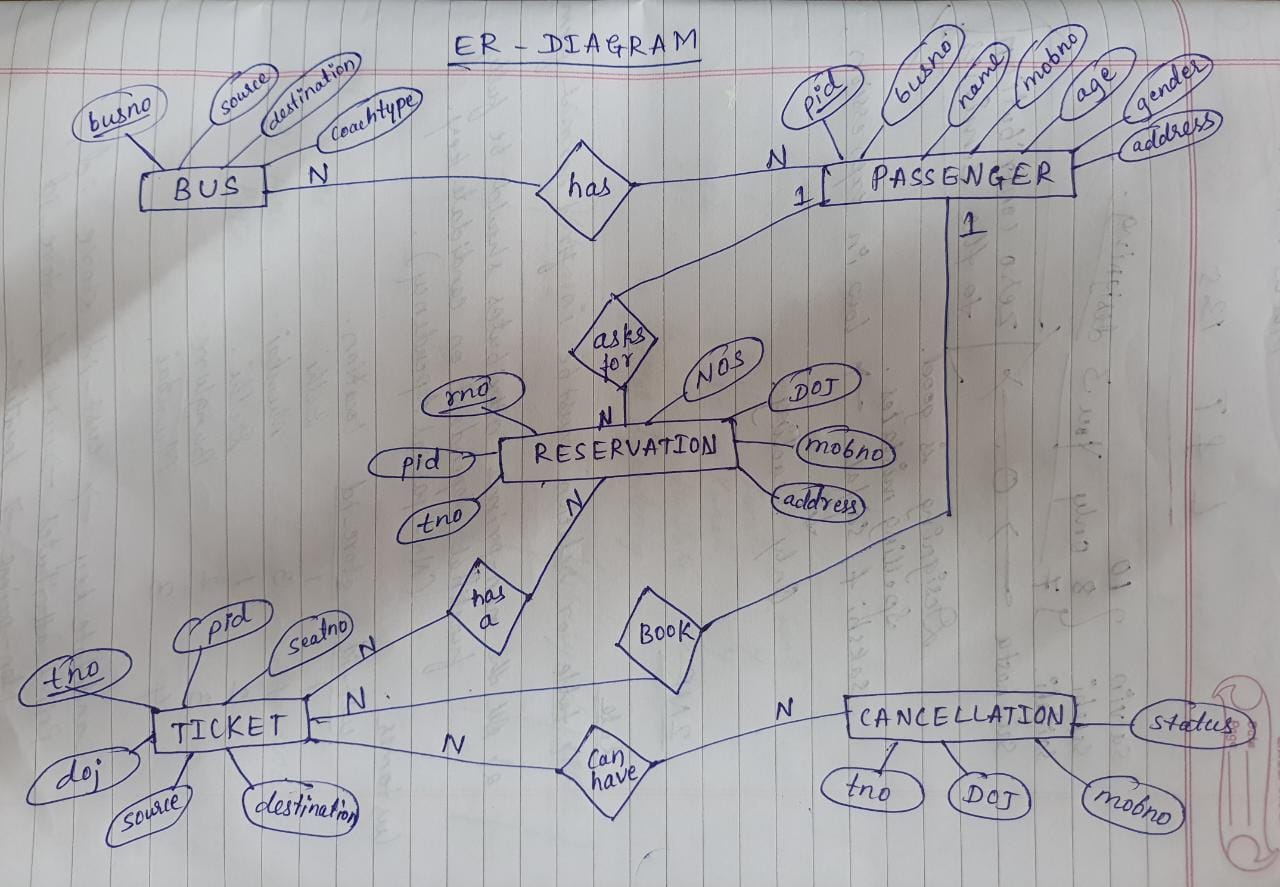 ER - DIAGRAM
busno
source
destination
coachtype
BUS
N
has
N
pid
busno
name
mobno
age
gender
address
PASSENGER
1
1
asks
for
N
rno
pid
tno
NOS
DOJ
mobno
address
RESERVATION
N
has
a
N
BOOK
N
tno
pid
seatno
TICKET
doj
source
destination
N
Can
have
N
CANCELLATION
status
tno
DOJ
mobno